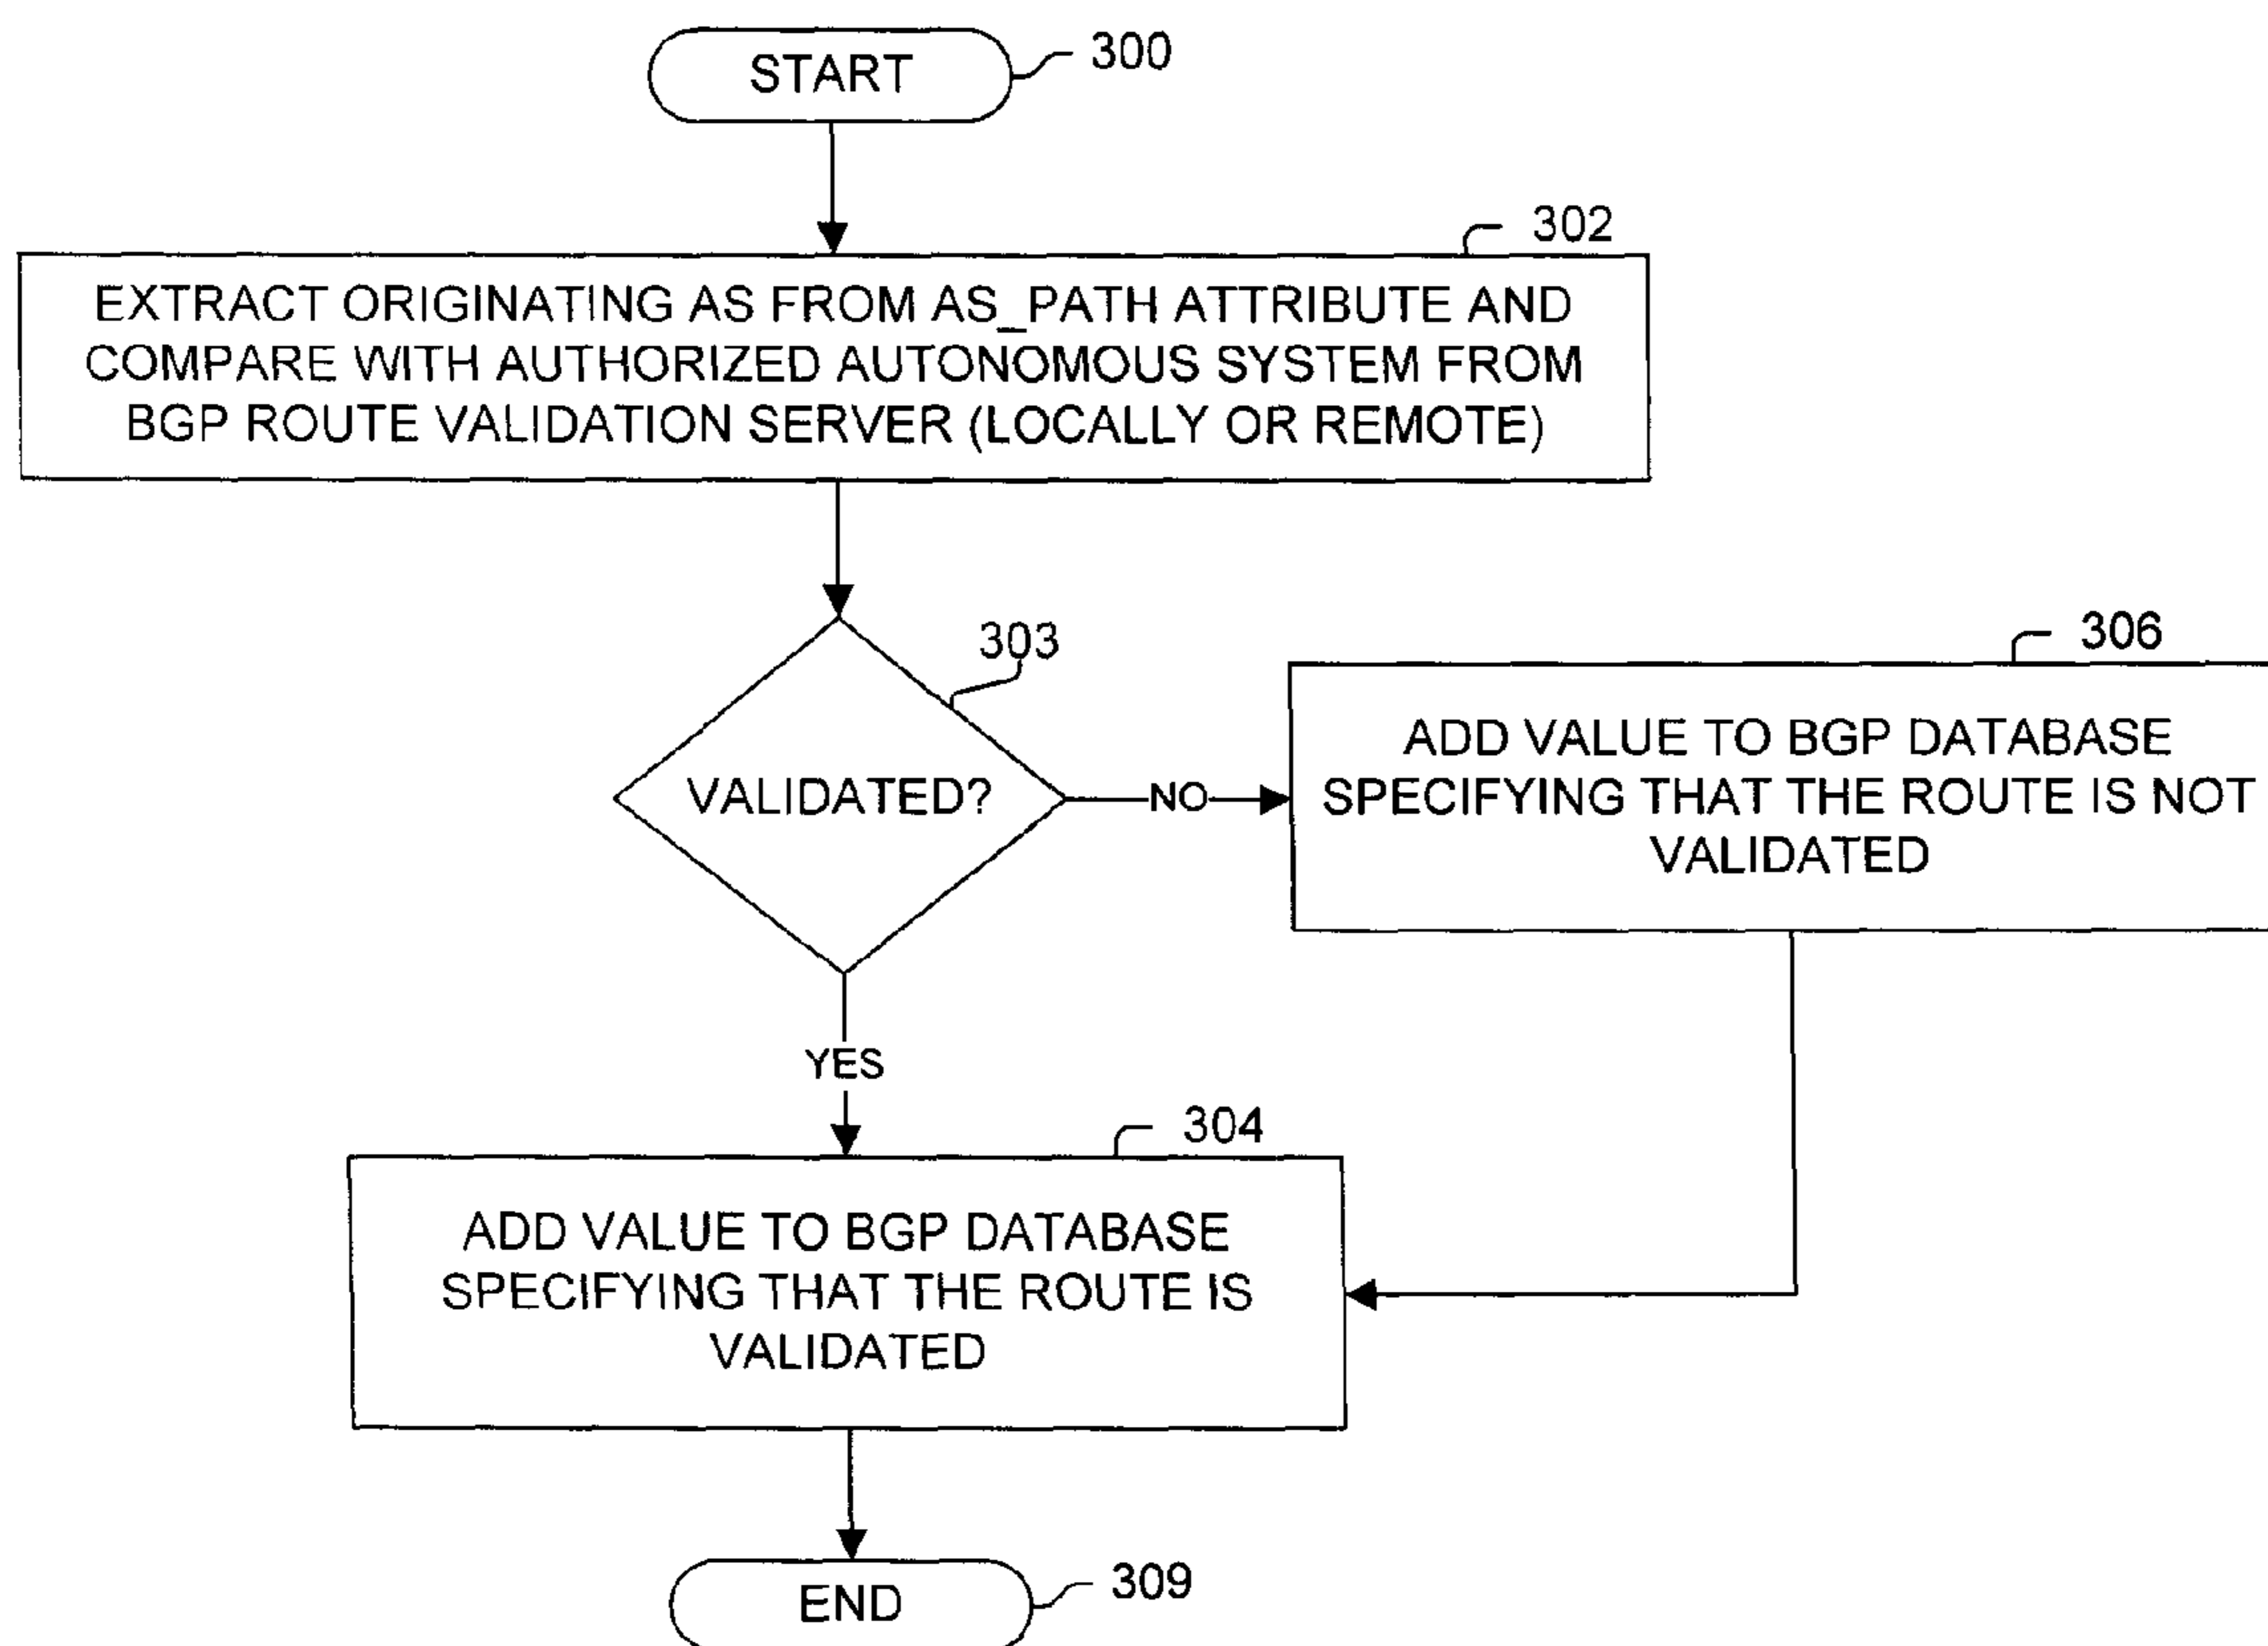 START
300
302
EXTRACT ORIGINATING AS FROM AS_PATH ATTRIBUTE AND
COMPARE WITH AUTHORIZED AUTONOMOUS SYSTEM FROM
BGP ROUTE VALIDATION SERVER (LOCALLY OR REMOTE)
303
VALIDATED?
NO
306
ADD VALUE TO BGP DATABASE
SPECIFYING THAT THE ROUTE IS NOT
VALIDATED
YES
304
ADD VALUE TO BGP DATABASE
SPECIFYING THAT THE ROUTE IS
VALIDATED
END
309